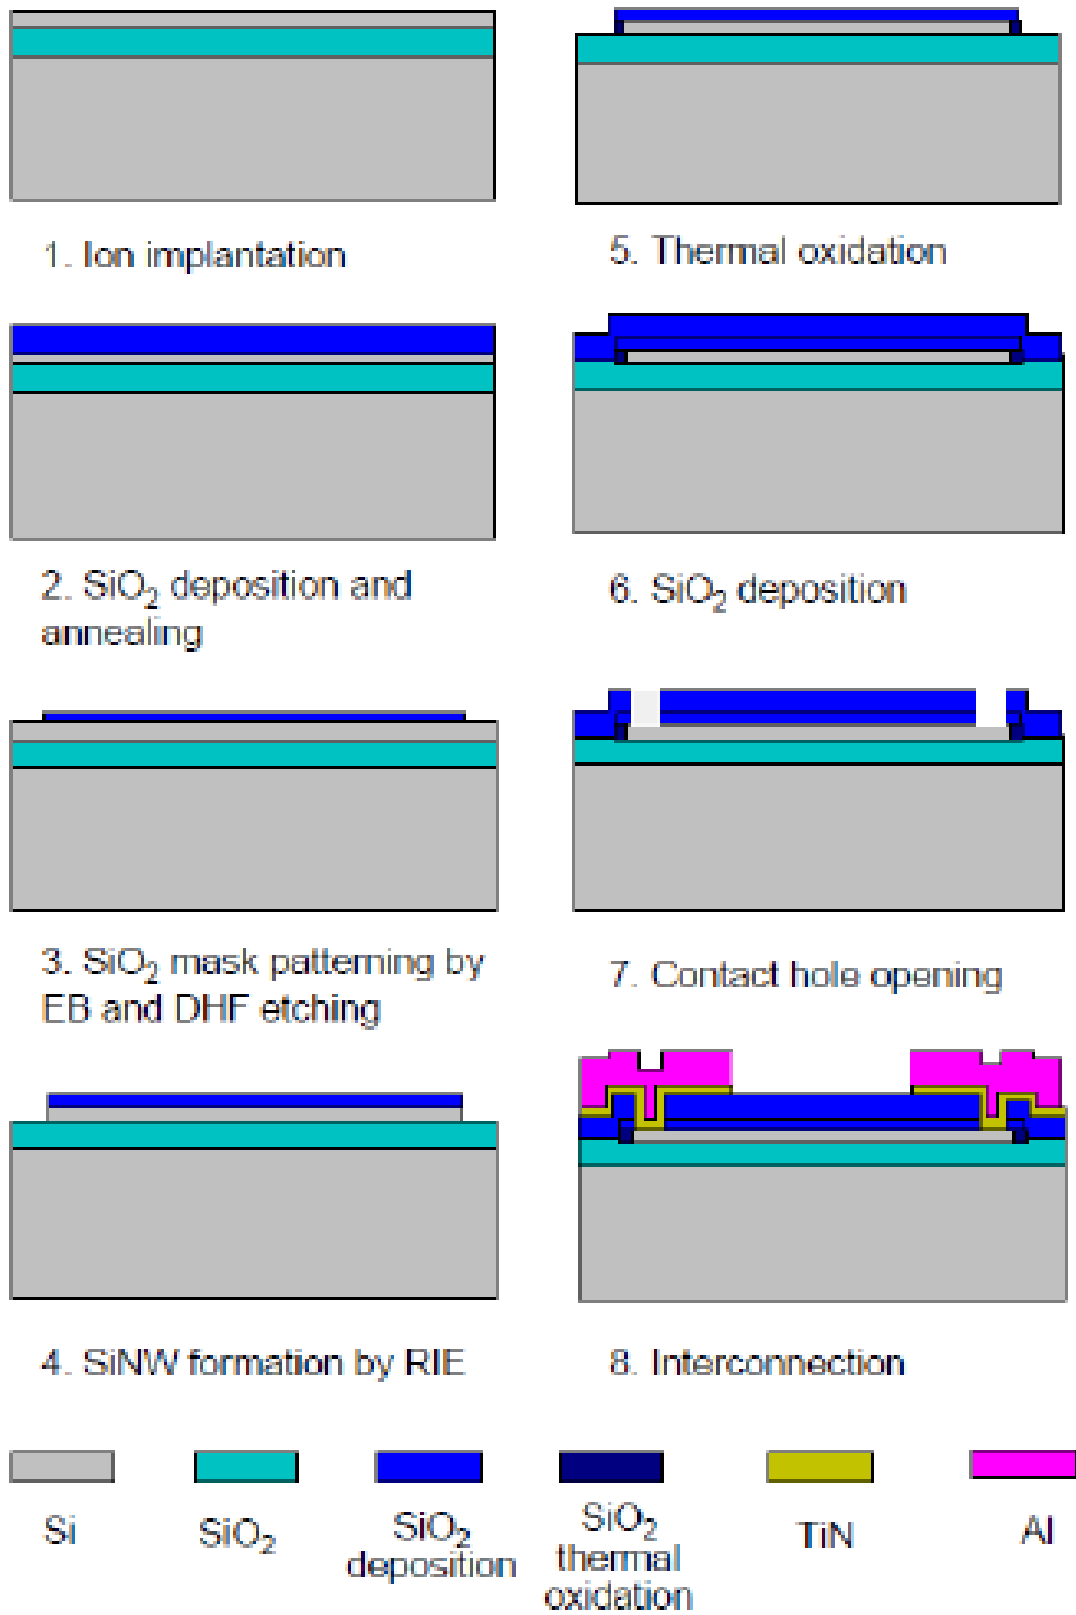 1. Ion implantation
2. SiO₂ deposition and
annealing
3. SiO₂ mask patterning by
EB and DHF etching
4. SiNW formation by RIE
5. Thermal oxidation
6. SiO₂ deposition
7. Contact hole opening
8. Interconnection
Si
SiO₂
SiO₂
deposition
SiO₂
thermal
oxidation
TiN
Al